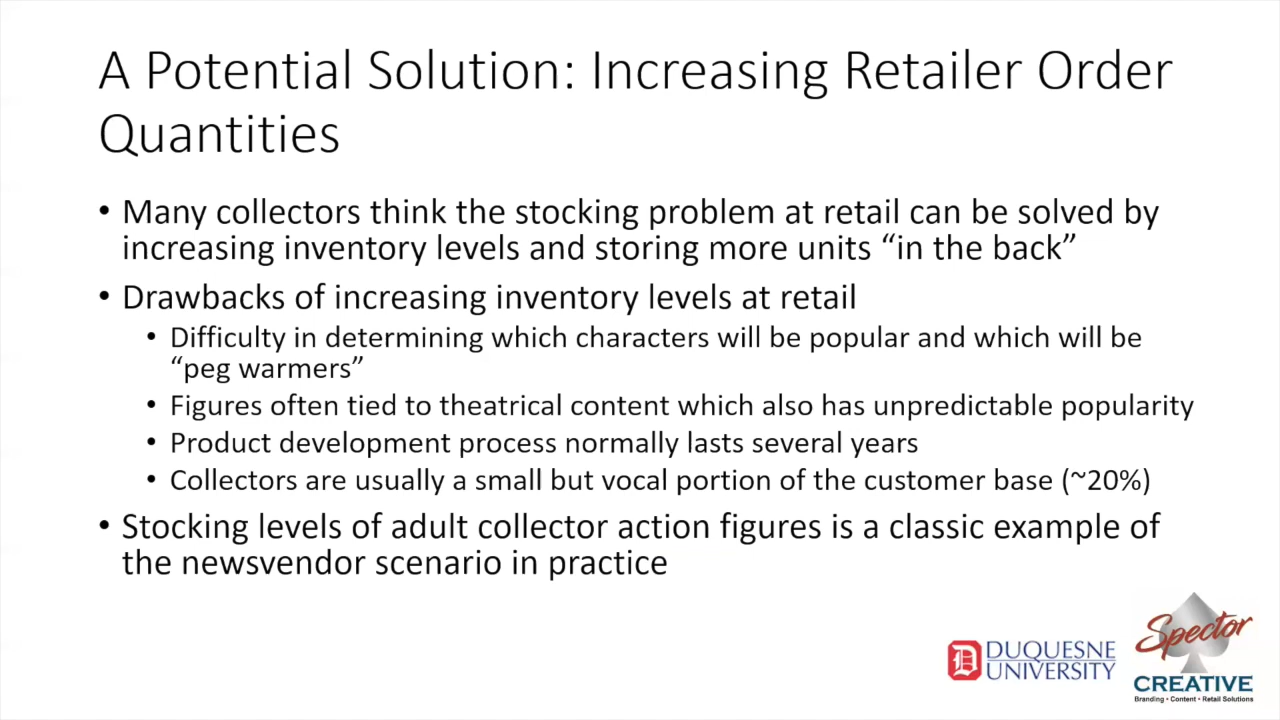 A Potential Solution: Increasing Retailer Order
Quantities
• Many collectors think the stocking problem at retail can be solved by
increasing inventory levels and storing more units “in the back”
• Drawbacks of increasing inventory levels at retail
• Difficulty in determining which characters will be popular and which will be
“peg warmers”
• Figures often tied to theatrical content which also has unpredictable popularity
• Product development process normally lasts several years
• Collectors are usually a small but vocal portion of the customer base (~20%)
• Stocking levels of adult collector action figures is a classic example of
the newsvendor scenario in practice
D DUQUESNE
UNIVERSITY
Spector
CREATIVE
Branding • Content • Retail Solutions